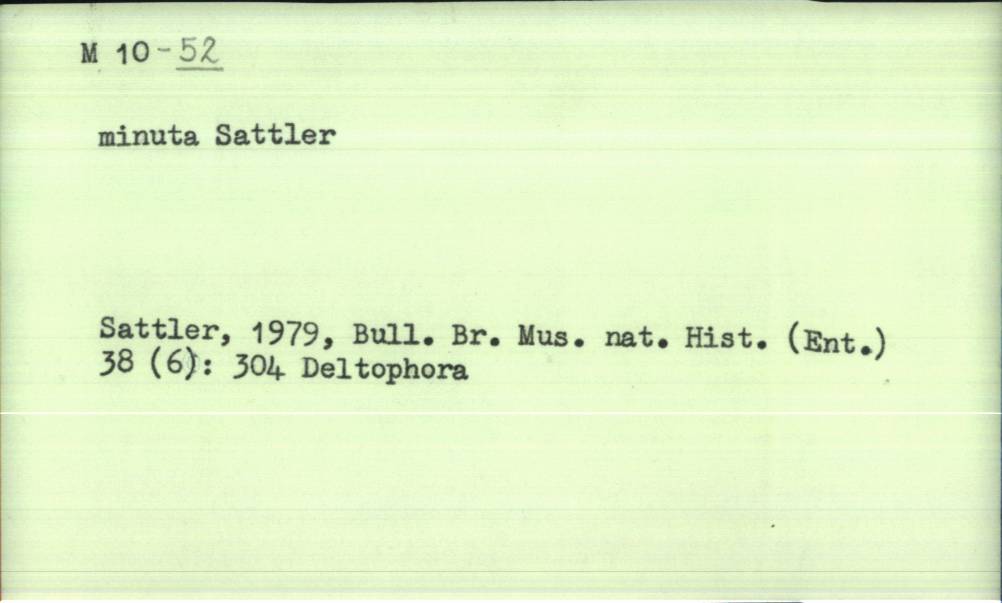 M 10-52
minuta Sattler
Sattler, 1979, Bull. Br. Mus. nat. Hist. (Ent.)
38 (6): 304 Deltophora